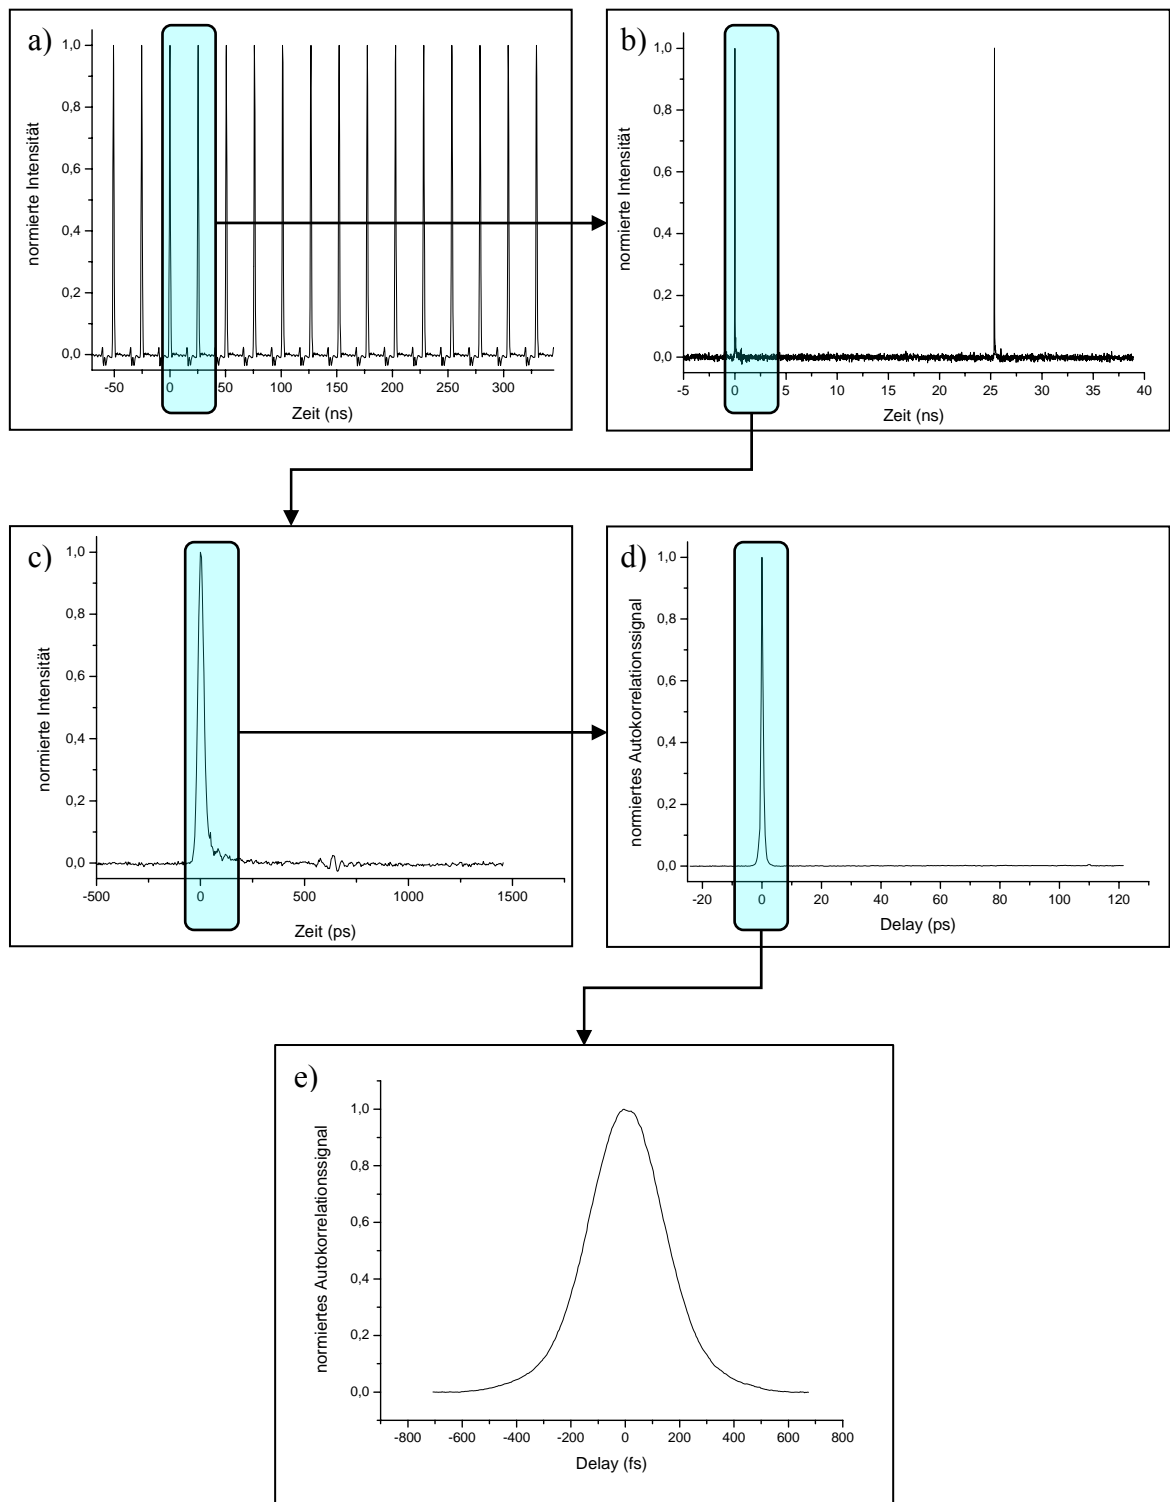 a)
1,0
0,8
0,6
0,4
0,2
0,0
normierte Intensität
-50 0 50 100 150 200 250 300
Zeit (ns)
b)
1,0
0,8
0,6
0,4
0,2
0,0
normierte Intensität
-5 0 5 10 15 20 25 30 35 40
Zeit (ns)
c)
1,0
0,8
0,6
0,4
0,2
0,0
normierte Intensität
-500 0 500 1000 1500
Zeit (ps)
d)
1,0
0,8
0,6
0,4
0,2
0,0
normiertes Autokorrelationssignal
-20 0 20 40 60 80 100 120
Delay (ps)
e)
1,0
0,8
0,6
0,4
0,2
0,0
normiertes Autokorrelationssignal
-800 -600 -400 -200 0 200 400 600 800
Delay (fs)